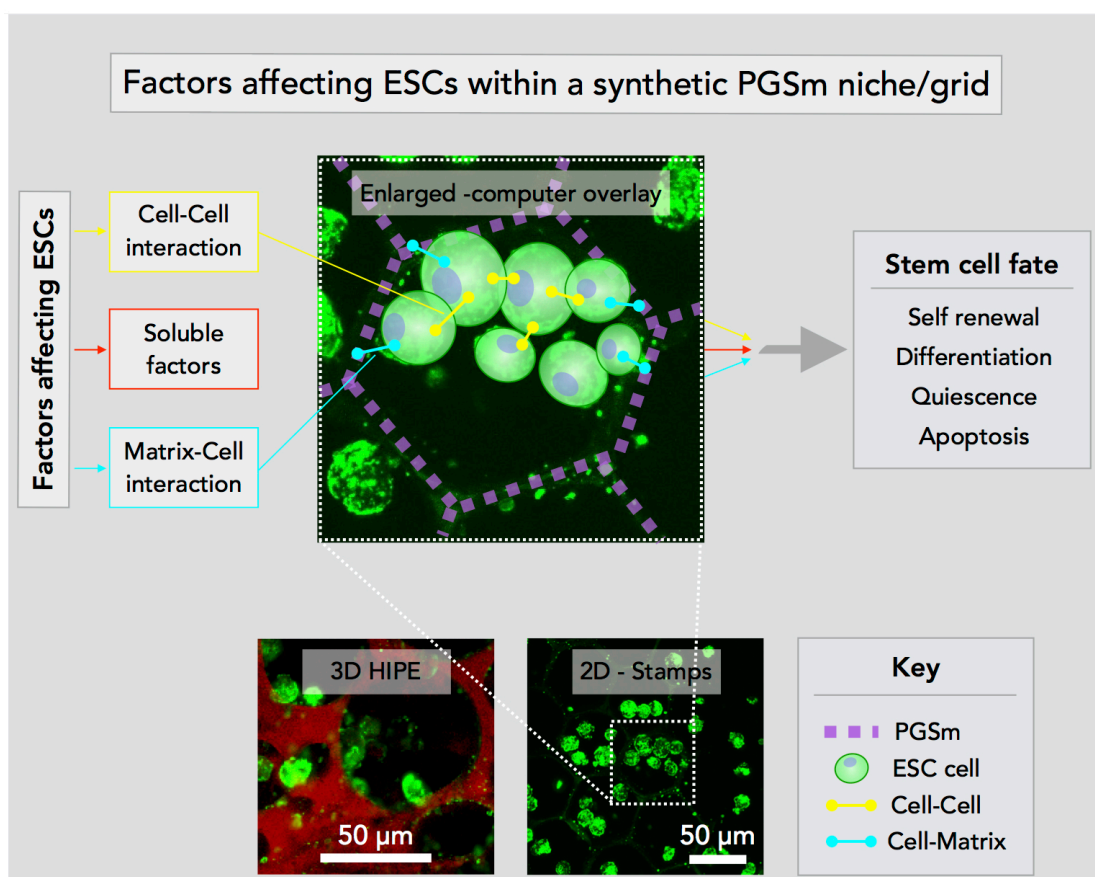 Factors affecting ESCs within a synthetic PGSm niche/grid
Factors affecting ESCs
Cell-Cell
interaction
Soluble
factors
Matrix-Cell
interaction
Enlarged -computer overlay
Stem cell fate
Self renewal
Differentiation
Quiescence
Apoptosis
3D HIPE
50 µm
2D - Stamps
50 µm
Key
PGSm
ESC cell
Cell-Cell
Cell-Matrix